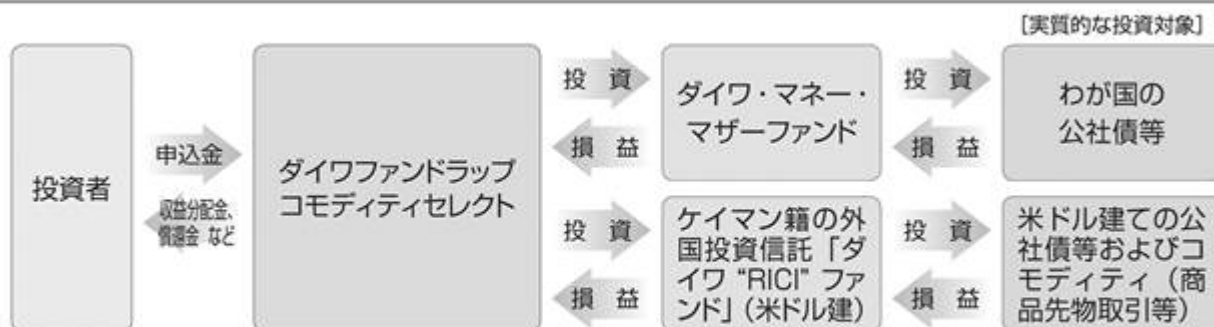 [実質的な投資対象]
投資者
申込金
収益分配金、
償還金 など
ダイワファンドラップ
コモディティセレクト
投 資
損 益
ダイワ・マネー・
マザーファンド
投 資
損 益
わが国の
公社債等
投 資
損 益
ケイマン籍の外
国投資信託「ダ
イワ “RICI” ファ
ンド」(米ドル建)
投 資
損 益
米ドル建ての公
社債等およびコ
モディティ(商
品先物取引等)